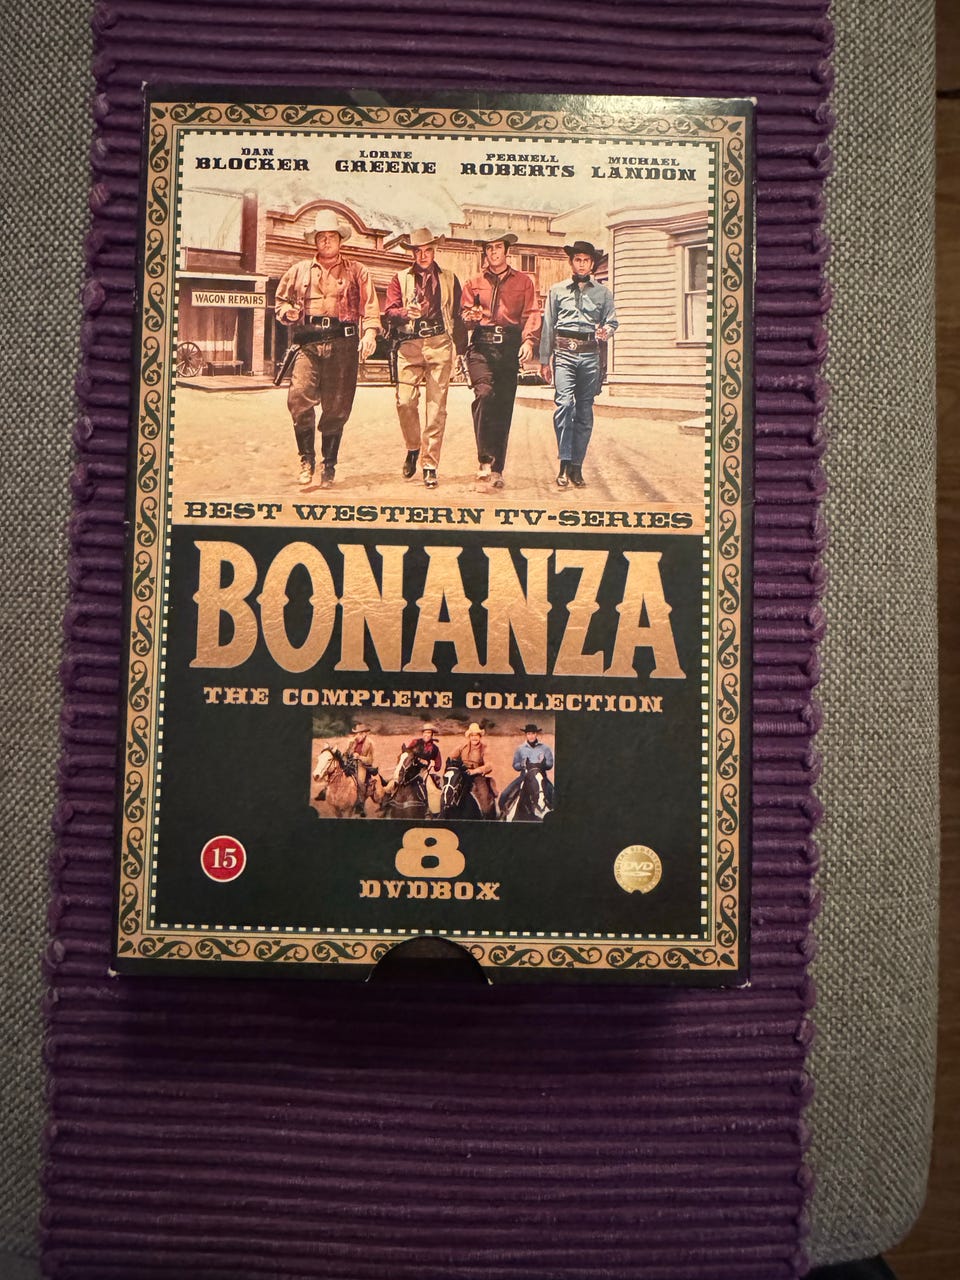 DAN BLOCKER
LORNE GREENE
PERNELL ROBERTS
MICHAEL LANDON
WAGON REPAIRS
BEST WESTERN TV-SERIES
BONANZA
THE COMPLETE COLLECTION
15
8
DVDBOX
DVD